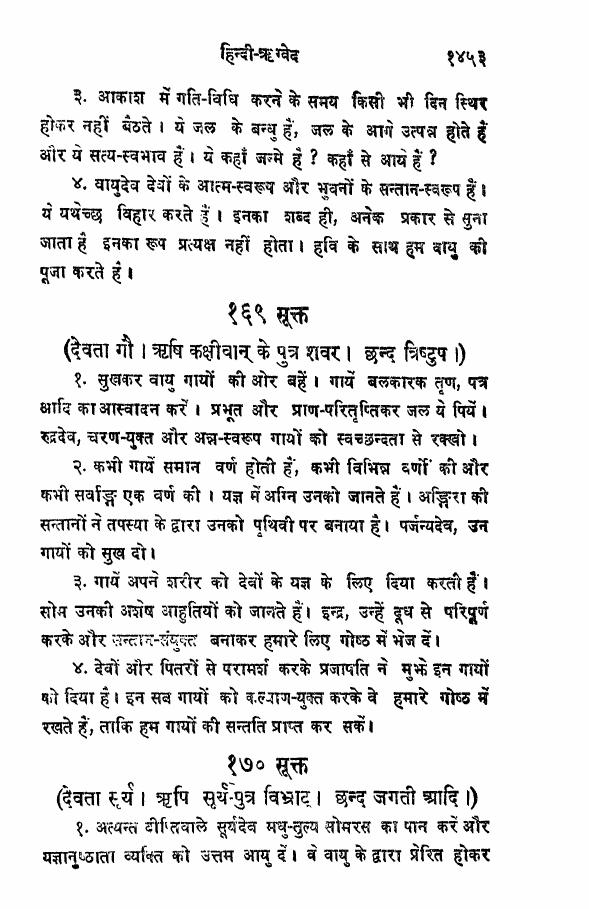 हिन्दी-ऋग्वेद १४५३
३. आकाश में गति-विधि करने के समय किसी भी दिन स्थिर
होकर नहीं बैठते। ये जल के बन्धु हैं, जल के आगे उत्पन्न होते हैं
और ये सत्य-स्वभाव हैं। ये कहाँ जन्मे हैं? कहाँ से आये हैं?
४. वायुदेव देवों के आत्म-स्वरूप और भुवनों के सन्तान-स्वरूप हैं।
ये यथेच्छ विहार करते हैं। इनका शब्द ही, अनेक प्रकार से सुना
जाता है इनका रूप प्रत्यक्ष नहीं होता। हवि के साथ हम वायु की
पूजा करते हैं।
१६९ सूक्त
(देवता गौ। ऋषि कक्षीवान् के पुत्र शवर। छन्द त्रिष्टुप।)
१. सुखकर वायु गायों की ओर बहें। गायें बलकारक तृण, पत्र
आदि का आस्वादन करें। प्रभूत और प्राण-परितृप्तिकर जल ये पियें।
रुद्रदेव, चरण-युक्त और अन्न-स्वरूप गायों को स्वच्छन्दता से रक्खो।
२. कभी गायें समान वर्ण होती हैं, कभी विभिन्न वर्णों की और
कभी सर्वाङ्ग एक वर्ण की। यज्ञ में अग्नि उनको जानते हैं। अङ्गिरा की
सन्तानों ने तपस्या के द्वारा उनको पृथिवी पर बनाया है। पर्जन्यदेव, उन
गायों को सुख दो।
३. गायें अपने शरीर को देवों के यज्ञ के लिए दिया करती हैं।
सोम उनकी अशेष आहुतियों को जानते हैं। इन्द्र, उन्हें दूध से परिपूर्ण
करके और सन्तान-संयुक्त बनाकर हमारे लिए गोष्ठ में भेज दें।
४. देवों और पितरों से परामर्श करके प्रजापति ने मुझे इन गायों
को दिया है। इन सब गायों को कल्याण-युक्त करके वे हमारे गोष्ठ में
रखते हैं, ताकि हम गायों की सन्तति प्राप्त कर सकें।
१७० सूक्त
(देवता सूर्य। ऋषि सूर्य-पुत्र विभ्राट्। छन्द जगती आदि।)
१. अत्यन्त दीप्तिवाले सूर्यदेव मधु-तुल्य सोमरस का पान करें और
यज्ञानुष्ठाता व्यक्ति को उत्तम आयु दें। वे वायु के द्वारा प्रेरित होकर